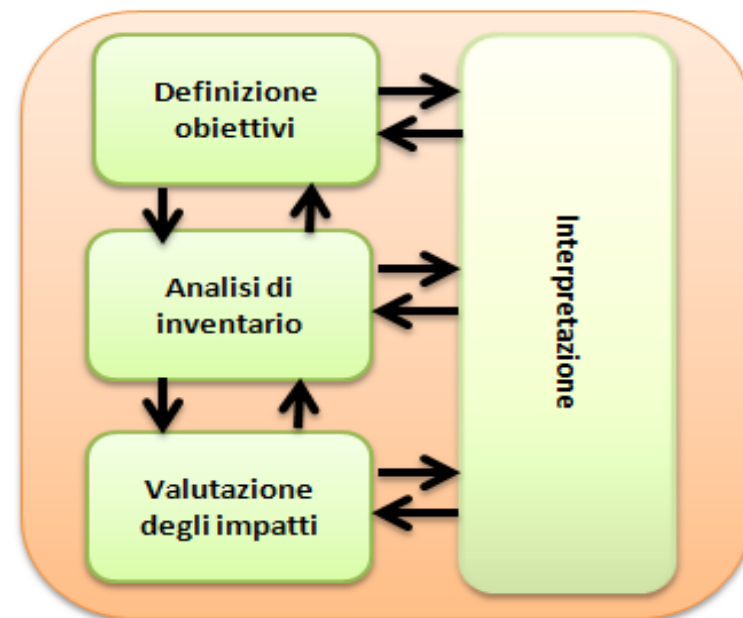 Definizione
obiettivi
Analisi di
inventario
Valutazione
degli impatti
Interpretazione